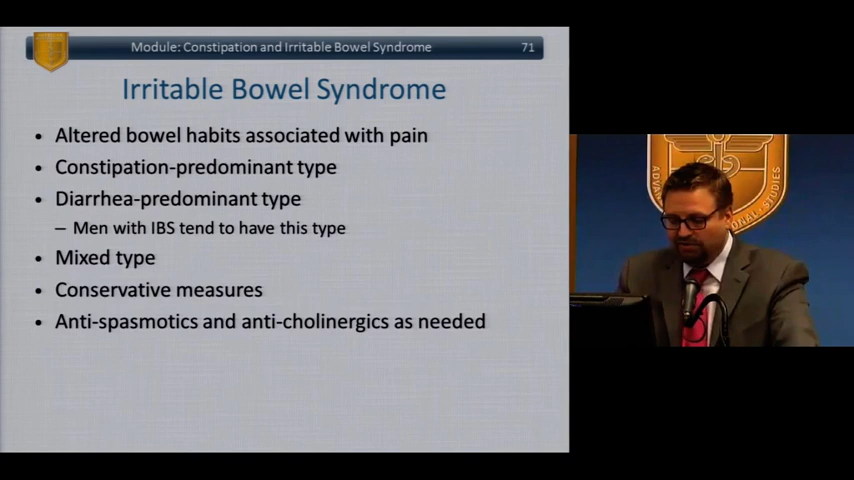 Module: Constipation and Irritable Bowel Syndrome 71
Irritable Bowel Syndrome
• Altered bowel habits associated with pain
• Constipation-predominant type
• Diarrhea-predominant type
– Men with IBS tend to have this type
• Mixed type
• Conservative measures
• Anti-spasmotics and anti-cholinergics as needed
STUDIES